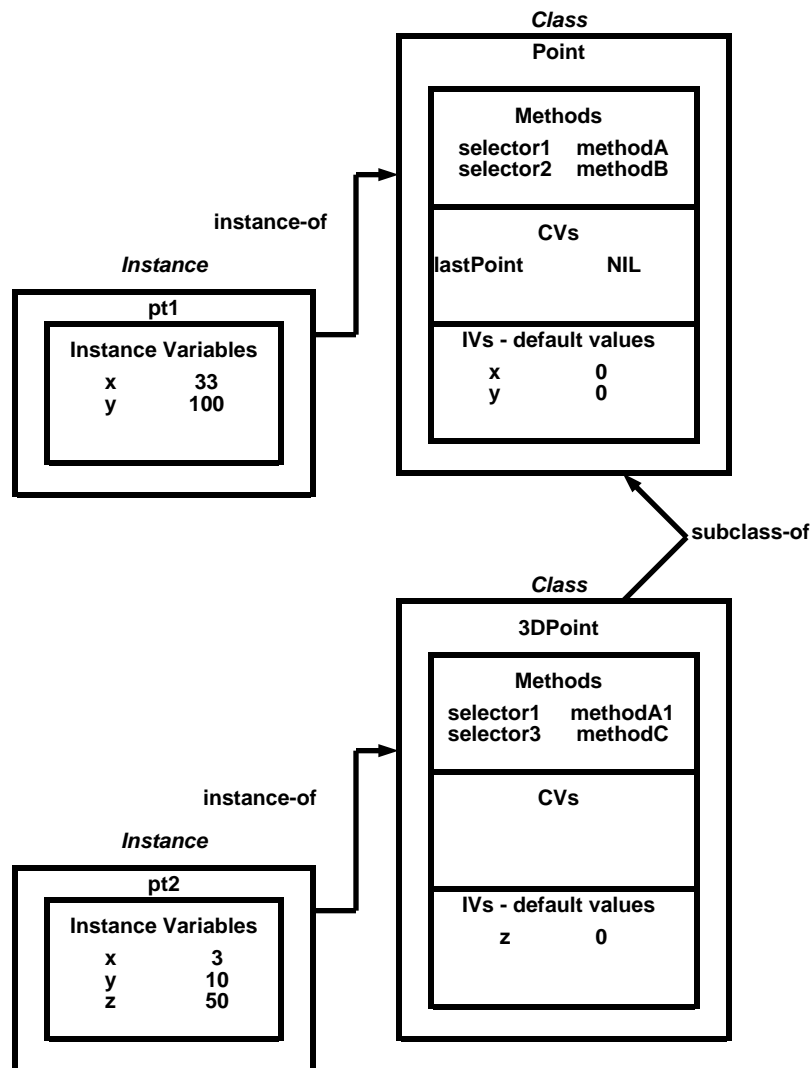 Class
Point
Methods
selector1 methodA
selector2 methodB
instance-of
CVs
Instance
lastPoint NIL
pt1
IVs - default values
Instance Variables
x 33
y 100
x 0
y 0
subclass-of
Class
3DPoint
Methods
selector1 methodA1
selector3 methodC
instance-of
CVs
Instance
pt2
IVs - default values
Instance Variables
z 0
x 3
y 10
z 50